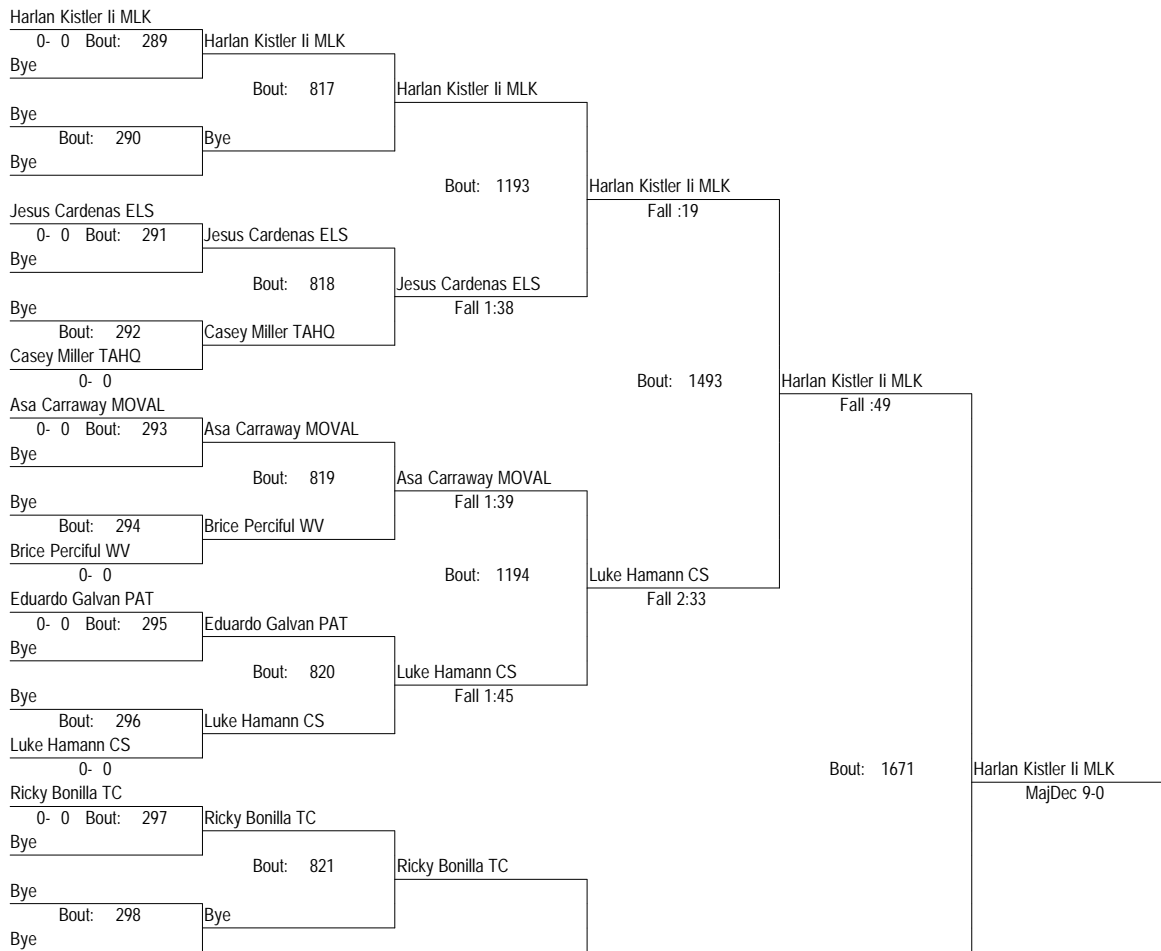 Harlan Kistler Ii MLK
0- 0 Bout: 289 Harlan Kistler Ii MLK
Bye
Bout: 817 Harlan Kistler Ii MLK
Bye
Bout: 290 Bye
Bye
Bout: 1193 Harlan Kistler Ii MLK
Fall :19
Jesus Cardenas ELS
0- 0 Bout: 291 Jesus Cardenas ELS
Bye
Bout: 818 Jesus Cardenas ELS
Bye Fall 1:38
Bout: 292 Casey Miller TAHQ
Casey Miller TAHQ
0- 0 Bout: 1493 Harlan Kistler Ii MLK
Asa Carraway MOVAL Fall :49
0- 0 Bout: 293 Asa Carraway MOVAL
Bye
Bout: 819 Asa Carraway MOVAL
Bye Fall 1:39
Bout: 294 Brice Perciful WV
Brice Perciful WV
0- 0 Bout: 1194 Luke Hamann CS
Eduardo Galvan PAT Fall 2:33
0- 0 Bout: 295 Eduardo Galvan PAT
Bye
Bout: 820 Luke Hamann CS
Bye Fall 1:45
Bout: 296 Luke Hamann CS
Luke Hamann CS
0- 0 Bout: 1671 Harlan Kistler Ii MLK
Ricky Bonilla TC MajDec 9-0
0- 0 Bout: 297 Ricky Bonilla TC
Bye
Bout: 821 Ricky Bonilla TC
Bye
Bout: 298 Bye
Bye